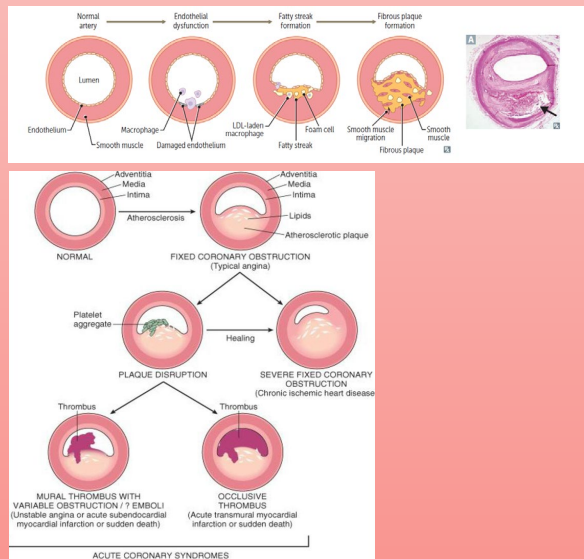 Normal artery
Endothelial dysfunction
Fatty streak formation
Fibrous plaque formation
A
Lumen
Endothelium
Smooth muscle
Macrophage
Damaged endothelium
LDL-laden macrophage
Foam cell
Fatty streak
Smooth muscle migration
Smooth muscle
Fibrous plaque
Adventitia
Media
Intima
Atherosclerosis
NORMAL
Adventitia
Media
Intima
Lipids
Atherosclerotic plaque
FIXED CORONARY OBSTRUCTION
(Typical angina)
Platelet
aggregate
Healing
PLAQUE DISRUPTION
SEVERE FIXED CORONARY
OBSTRUCTION
(Chronic ischemic heart disease)
Thrombus
Thrombus
MURAL THROMBUS WITH
VARIABLE OBSTRUCTION / ? EMBOLI
(Unstable angina or acute subendocardial
myocardial infarction or sudden death)
OCCLUSIVE
THROMBUS
(Acute transmural myocardial
infarction or sudden death)
ACUTE CORONARY SYNDROMES